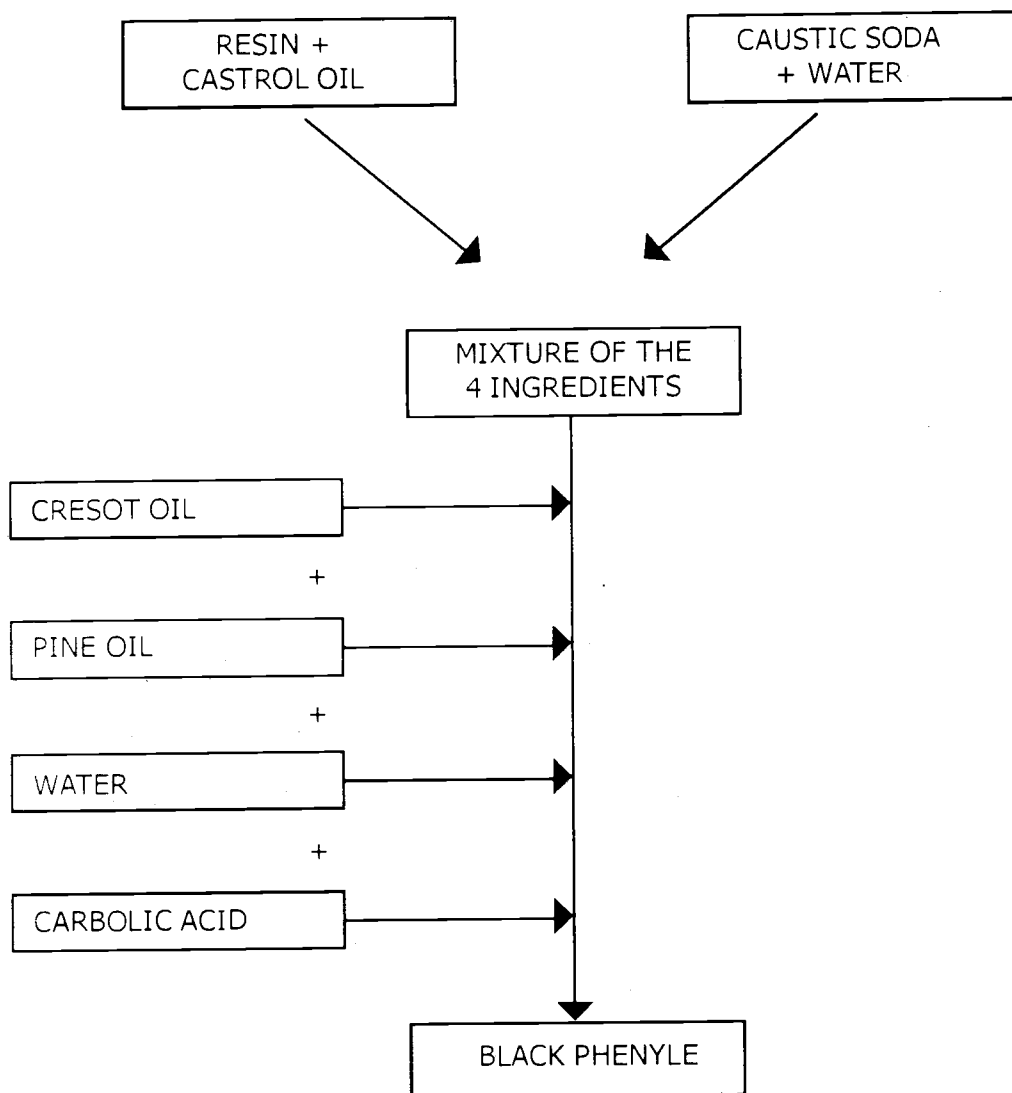 RESIN +
CASTROL OIL
CAUSTIC SODA
+ WATER
MIXTURE OF THE
4 INGREDIENTS
CRESOT OIL
+
PINE OIL
+
WATER
+
CARBOLIC ACID
BLACK PHENYLE